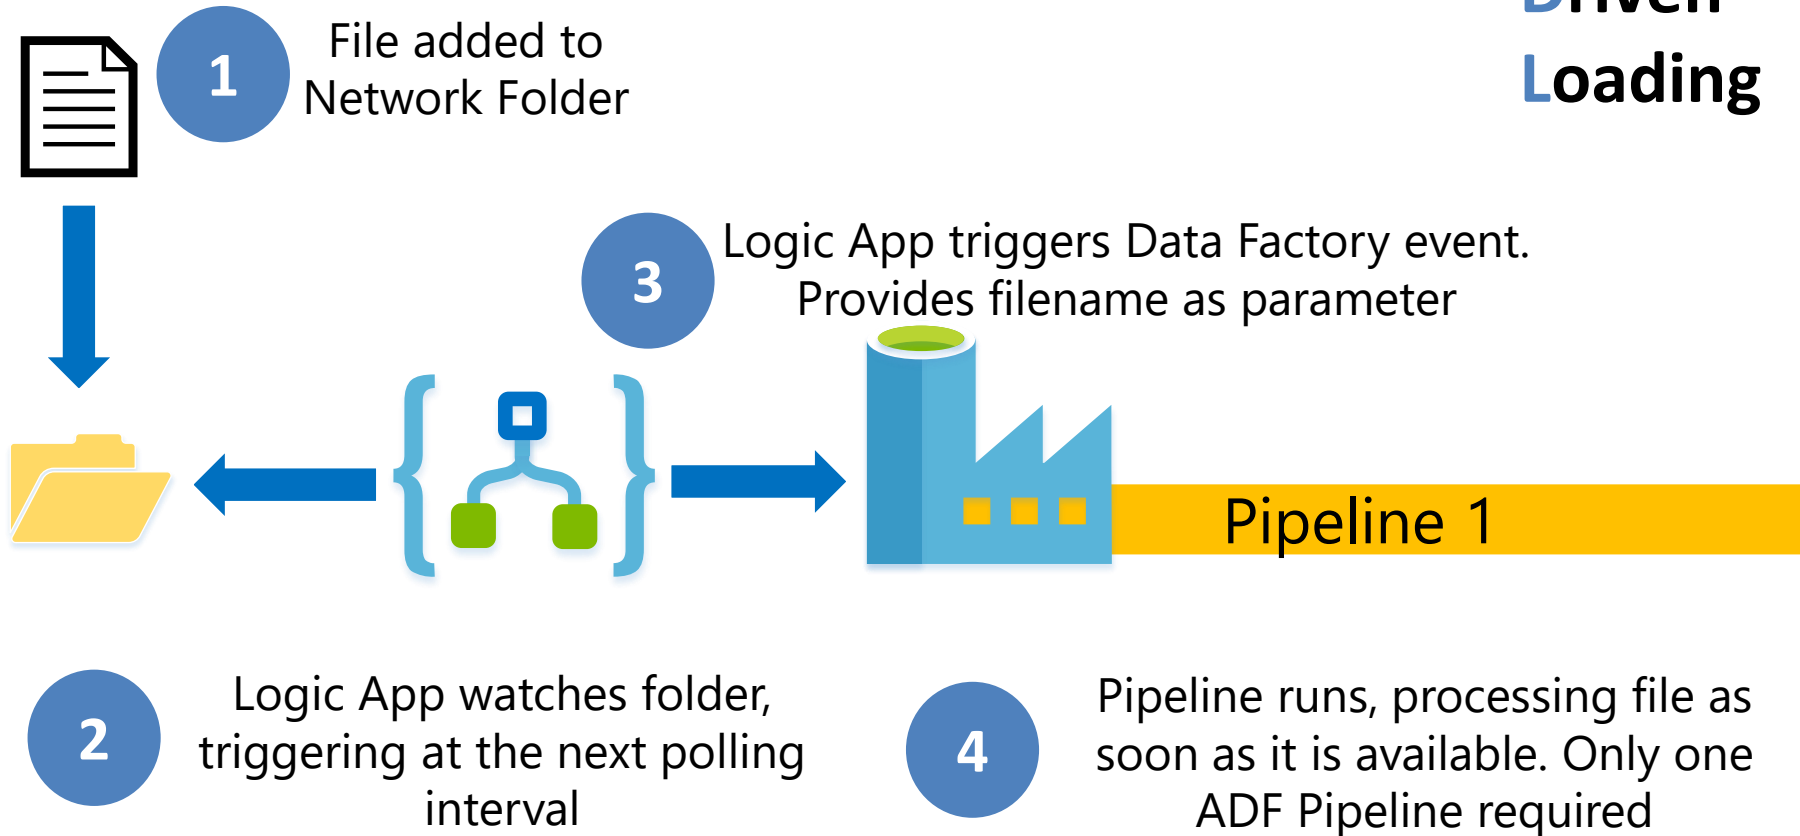 Driven
Loading
1
File added to
Network Folder
3
Logic App triggers Data Factory event.
Provides filename as parameter
Pipeline 1
2
Logic App watches folder,
triggering at the next polling
interval
4
Pipeline runs, processing file as
soon as it is available. Only one
ADF Pipeline required